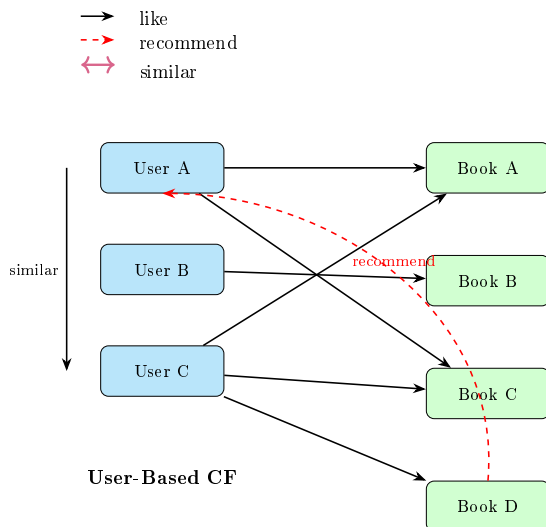 like
recommend
similar
User A
Book A
User B
Book B
similar
recommend
User C
Book C
User-Based CF
Book D